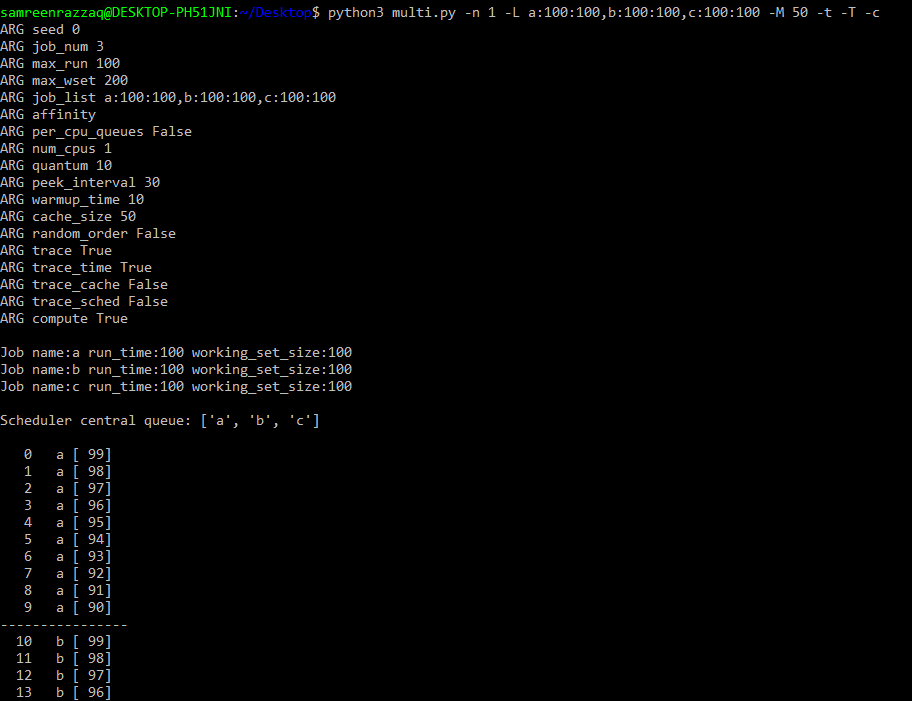 samreenrazzaq@DESKTOP-PH51JNI:~/Desktop$ python3 multi.py -n 1 -L a:100:100,b:100:100,c:100:100 -M 50 -t -T -c
ARG seed 0
ARG job_num 3
ARG max_run 100
ARG max_wset 200
ARG job_list a:100:100,b:100:100,c:100:100
ARG affinity
ARG per_cpu_queues False
ARG num_cpus 1
ARG quantum 10
ARG peek_interval 30
ARG warmup_time 10
ARG cache_size 50
ARG random_order False
ARG trace True
ARG trace_time True
ARG trace_cache False
ARG trace_sched False
ARG compute True

Job name:a run_time:100 working_set_size:100
Job name:b run_time:100 working_set_size:100
Job name:c run_time:100 working_set_size:100

Scheduler central queue: ['a', 'b', 'c']

   0   a [ 99]
   1   a [ 98]
   2   a [ 97]
   3   a [ 96]
   4   a [ 95]
   5   a [ 94]
   6   a [ 93]
   7   a [ 92]
   8   a [ 91]
   9   a [ 90]
----------------
  10   b [ 99]
  11   b [ 98]
  12   b [ 97]
  13   b [ 96]